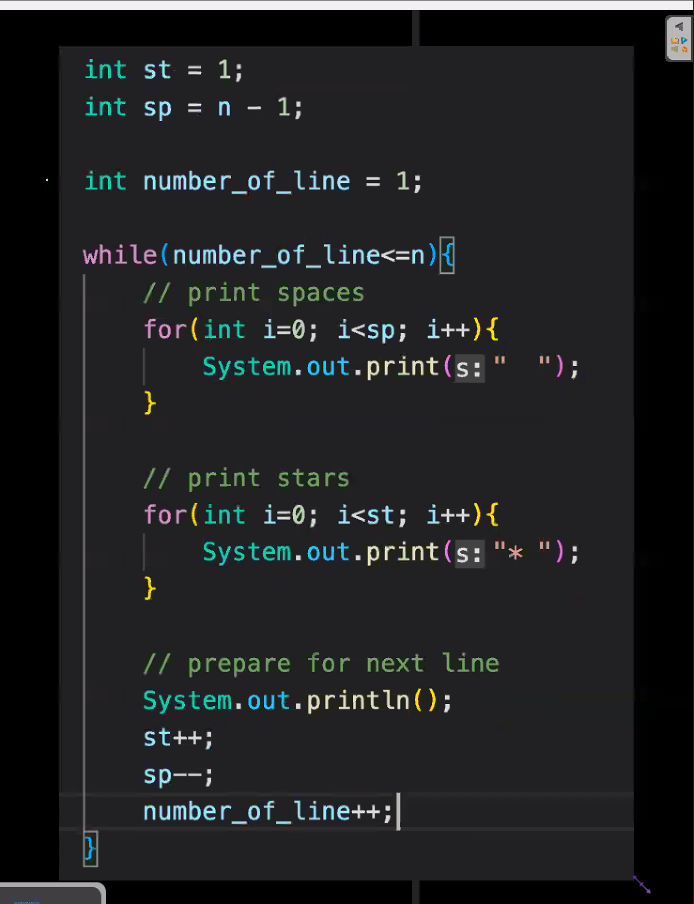 int st = 1;
int sp = n - 1;
int number_of_line = 1;
while(number_of_line<=n){
// print spaces
for(int i=0; i<sp; i++){
System.out.print(s:"  ");
}
// print stars
for(int i=0; i<st; i++){
System.out.print(s:"* ");
}
// prepare for next line
System.out.println();
st++;
sp--;
number_of_line++;
}